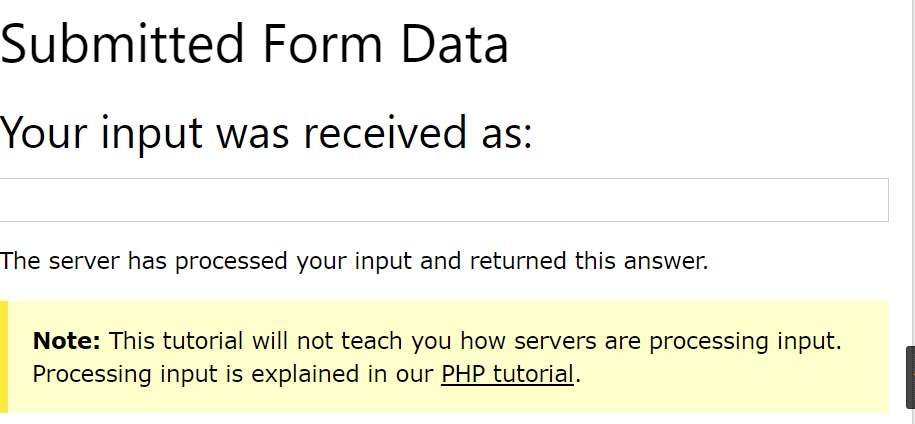 Submitted Form Data
Your input was received as:
The server has processed your input and returned this answer.
Note: This tutorial will not teach you how servers are processing input.
Processing input is explained in our PHP tutorial.